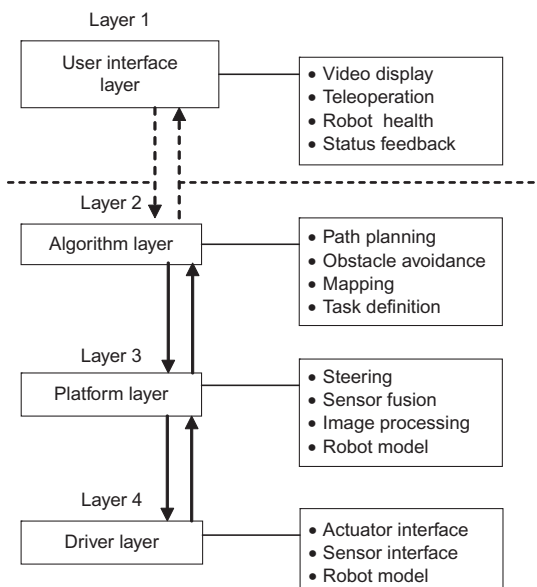 Layer 1
User interface
layer
• Video display
• Teleoperation
• Robot health
• Status feedback
Layer 2
Algorithm layer
• Path planning
• Obstacle avoidance
• Mapping
• Task definition
Layer 3
Platform layer
• Steering
• Sensor fusion
• Image processing
• Robot model
Layer 4
Driver layer
• Actuator interface
• Sensor interface
• Robot model